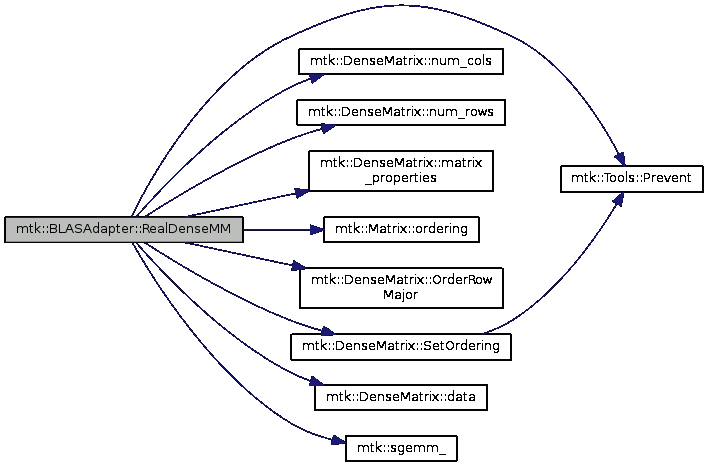 mtk::DenseMatrix::num_cols
mtk::DenseMatrix::num_rows
mtk::DenseMatrix::matrix
_properties
mtk::Tools::Prevent
mtk::BLASAdapter::RealDenseMM
mtk::Matrix::ordering
mtk::DenseMatrix::OrderRow
Major
mtk::DenseMatrix::SetOrdering
mtk::DenseMatrix::data
mtk::sgemm_